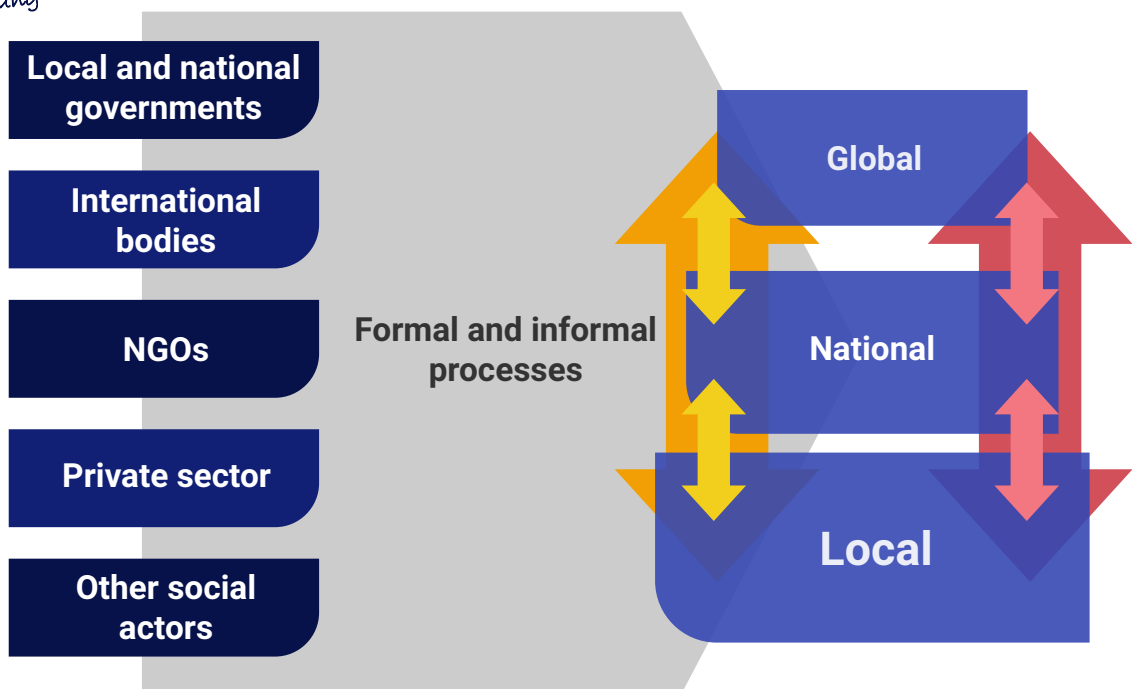 Local and national
governments
International
bodies
NGOs
Private sector
Other social
actors
Formal and informal
processes
Global
National
Local